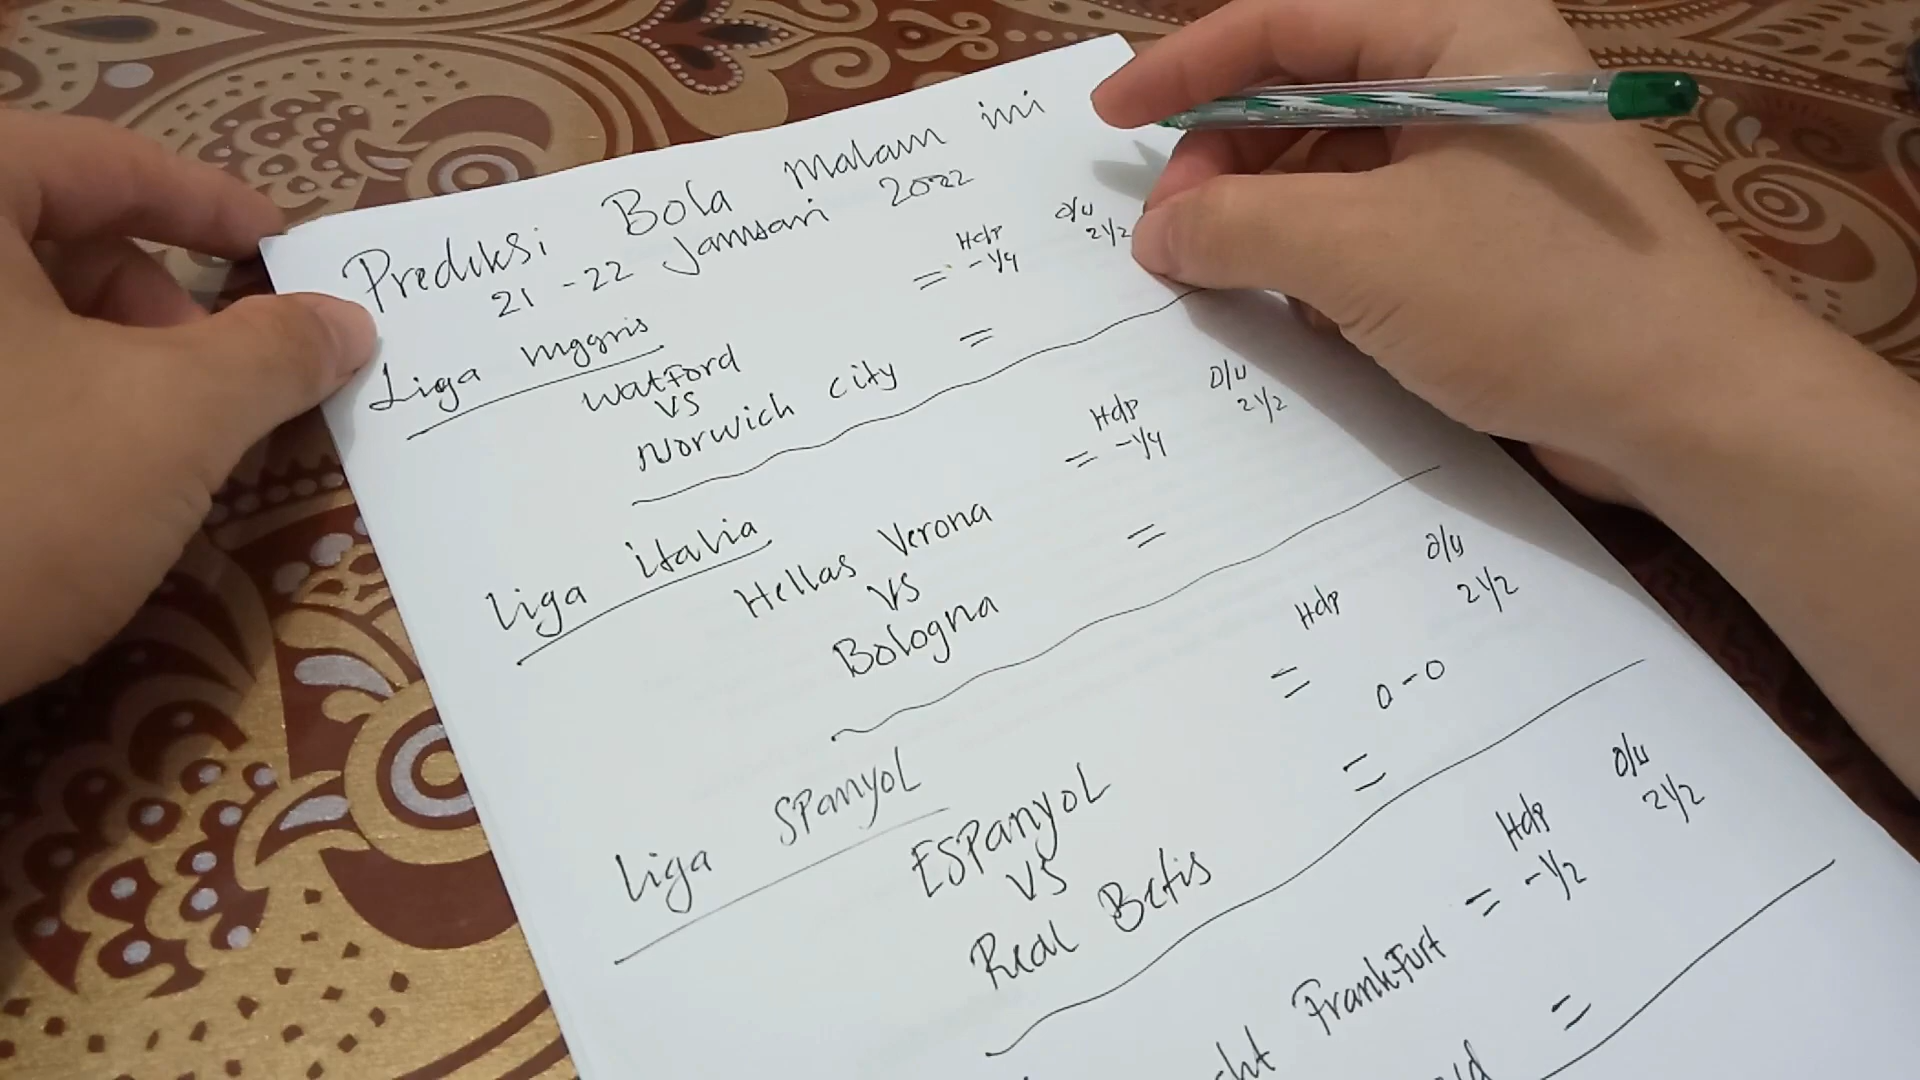 Prediksi Bola malam ini
21 - 22 Januari 2022
Liga inggris
Hdp O/U
watFord = -1/4 2 1/2
VS
Norwich city =
Liga italia
Hdp O/U
Hellas Verona = -1/4 2 1/2
VS
Bologna =
Liga SPanyoL
Hdp O/U
ESPanyoL = 0-0 2 1/2
VS
Real Betis =
Hdp O/U
FrankFurt = -1/2 2 1/2
=